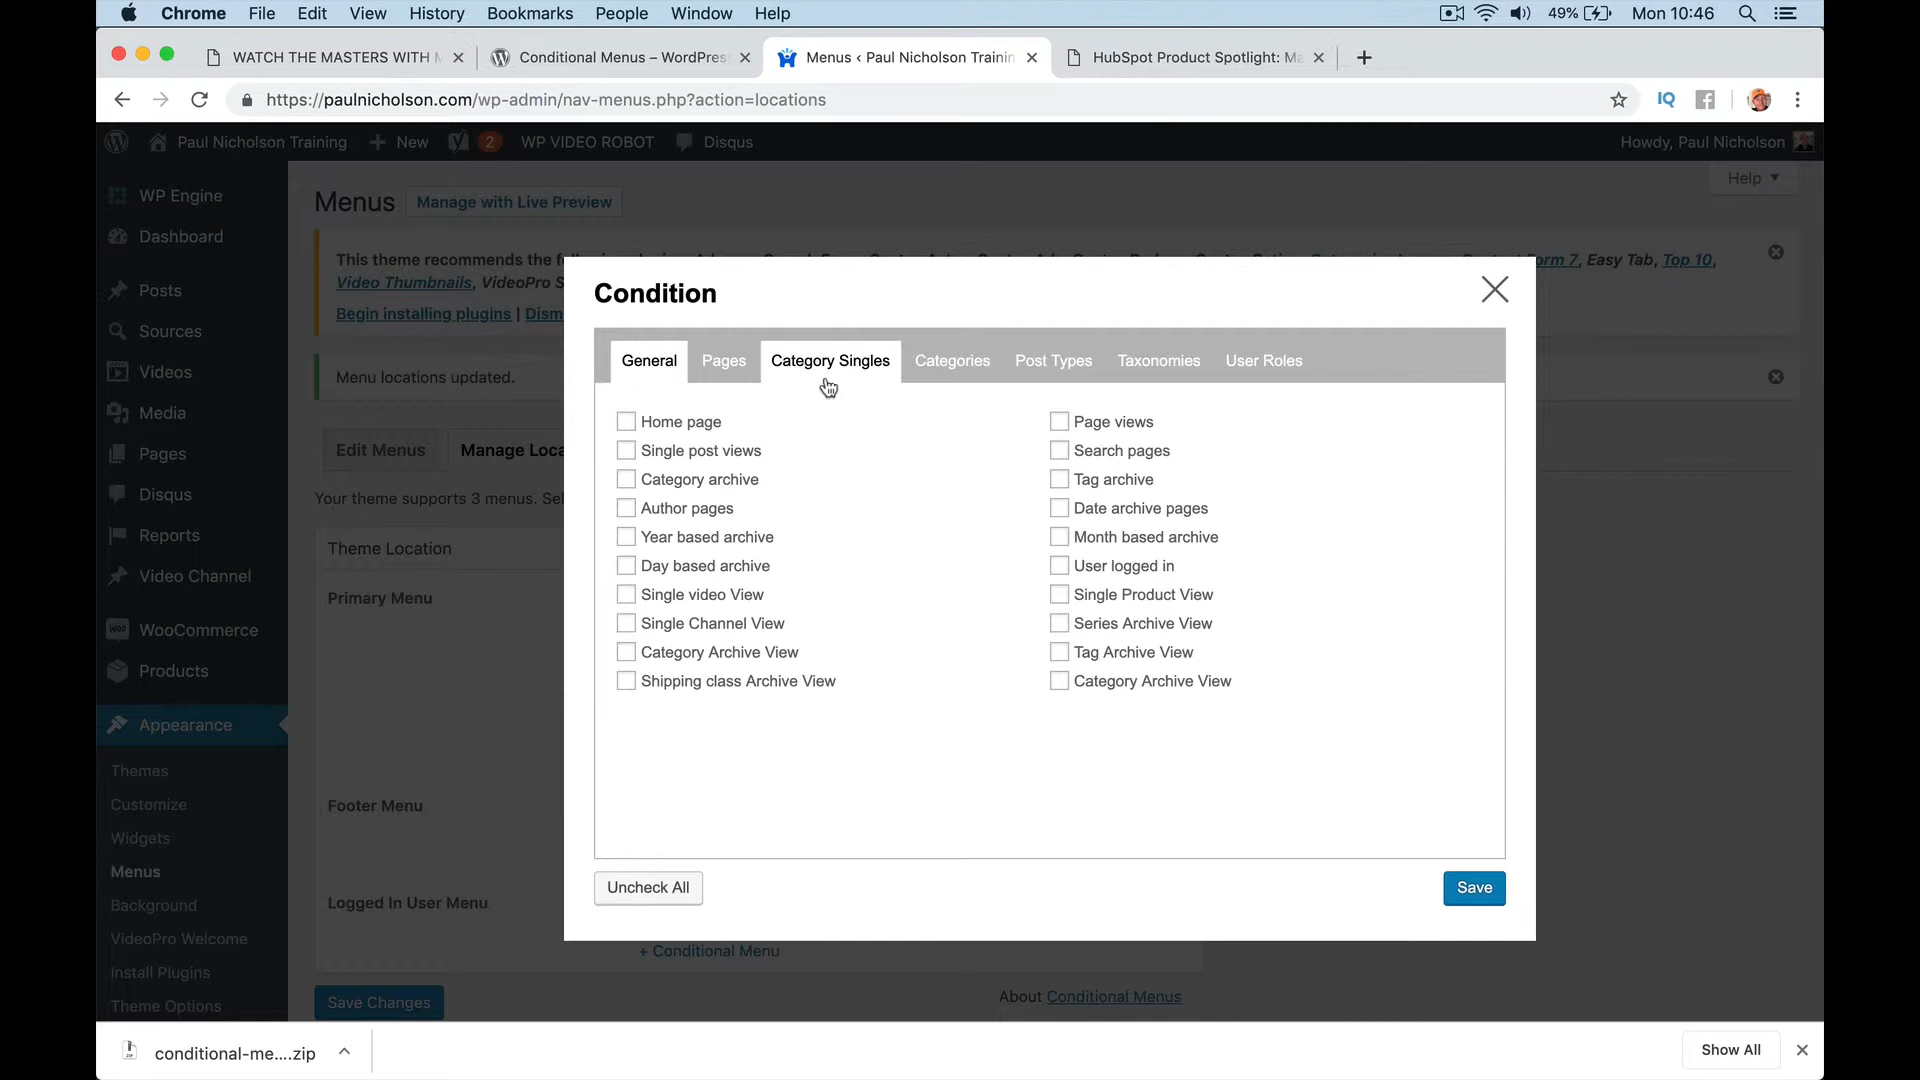 Chrome File Edit View History Bookmarks People Window Help 49% Mon 10:46
WATCH THE MASTERS WITH Conditional Menus – WordPres Menus ‹ Paul Nicholson Trainin HubSpot Product Spotlight: Ma
https://paulnicholson.com/wp-admin/nav-menus.php?action=locations IQ
Paul Nicholson Training New 2 WP VIDEO ROBOT Disqus Howdy, Paul Nicholson
Help
WP Engine
Dashboard
Posts
Sources
Videos
Media
Pages
Disqus
Reports
Video Channel
WooCommerce
Products
Appearance
Themes
Customize
Widgets
Menus
Background
VideoPro Welcome
Install Plugins
Theme Options
Menus Manage with Live Preview
This theme recommends the Form 7, Easy Tab, Top 10,
Video Thumbnails, VideoPro S
Begin installing plugins | Dism
Menu locations updated.
Edit Menus Manage Loca
Your theme supports 3 menus. Sel
Theme Location
Primary Menu
Footer Menu
Logged In User Menu
+ Conditional Menu
Save Changes
About Conditional Menus
Condition
General Pages Category Singles Categories Post Types Taxonomies User Roles
Home page Page views
Single post views Search pages
Category archive Tag archive
Author pages Date archive pages
Year based archive Month based archive
Day based archive User logged in
Single video View Single Product View
Single Channel View Series Archive View
Category Archive View Tag Archive View
Shipping class Archive View Category Archive View
Uncheck All Save
conditional-me....zip Show All